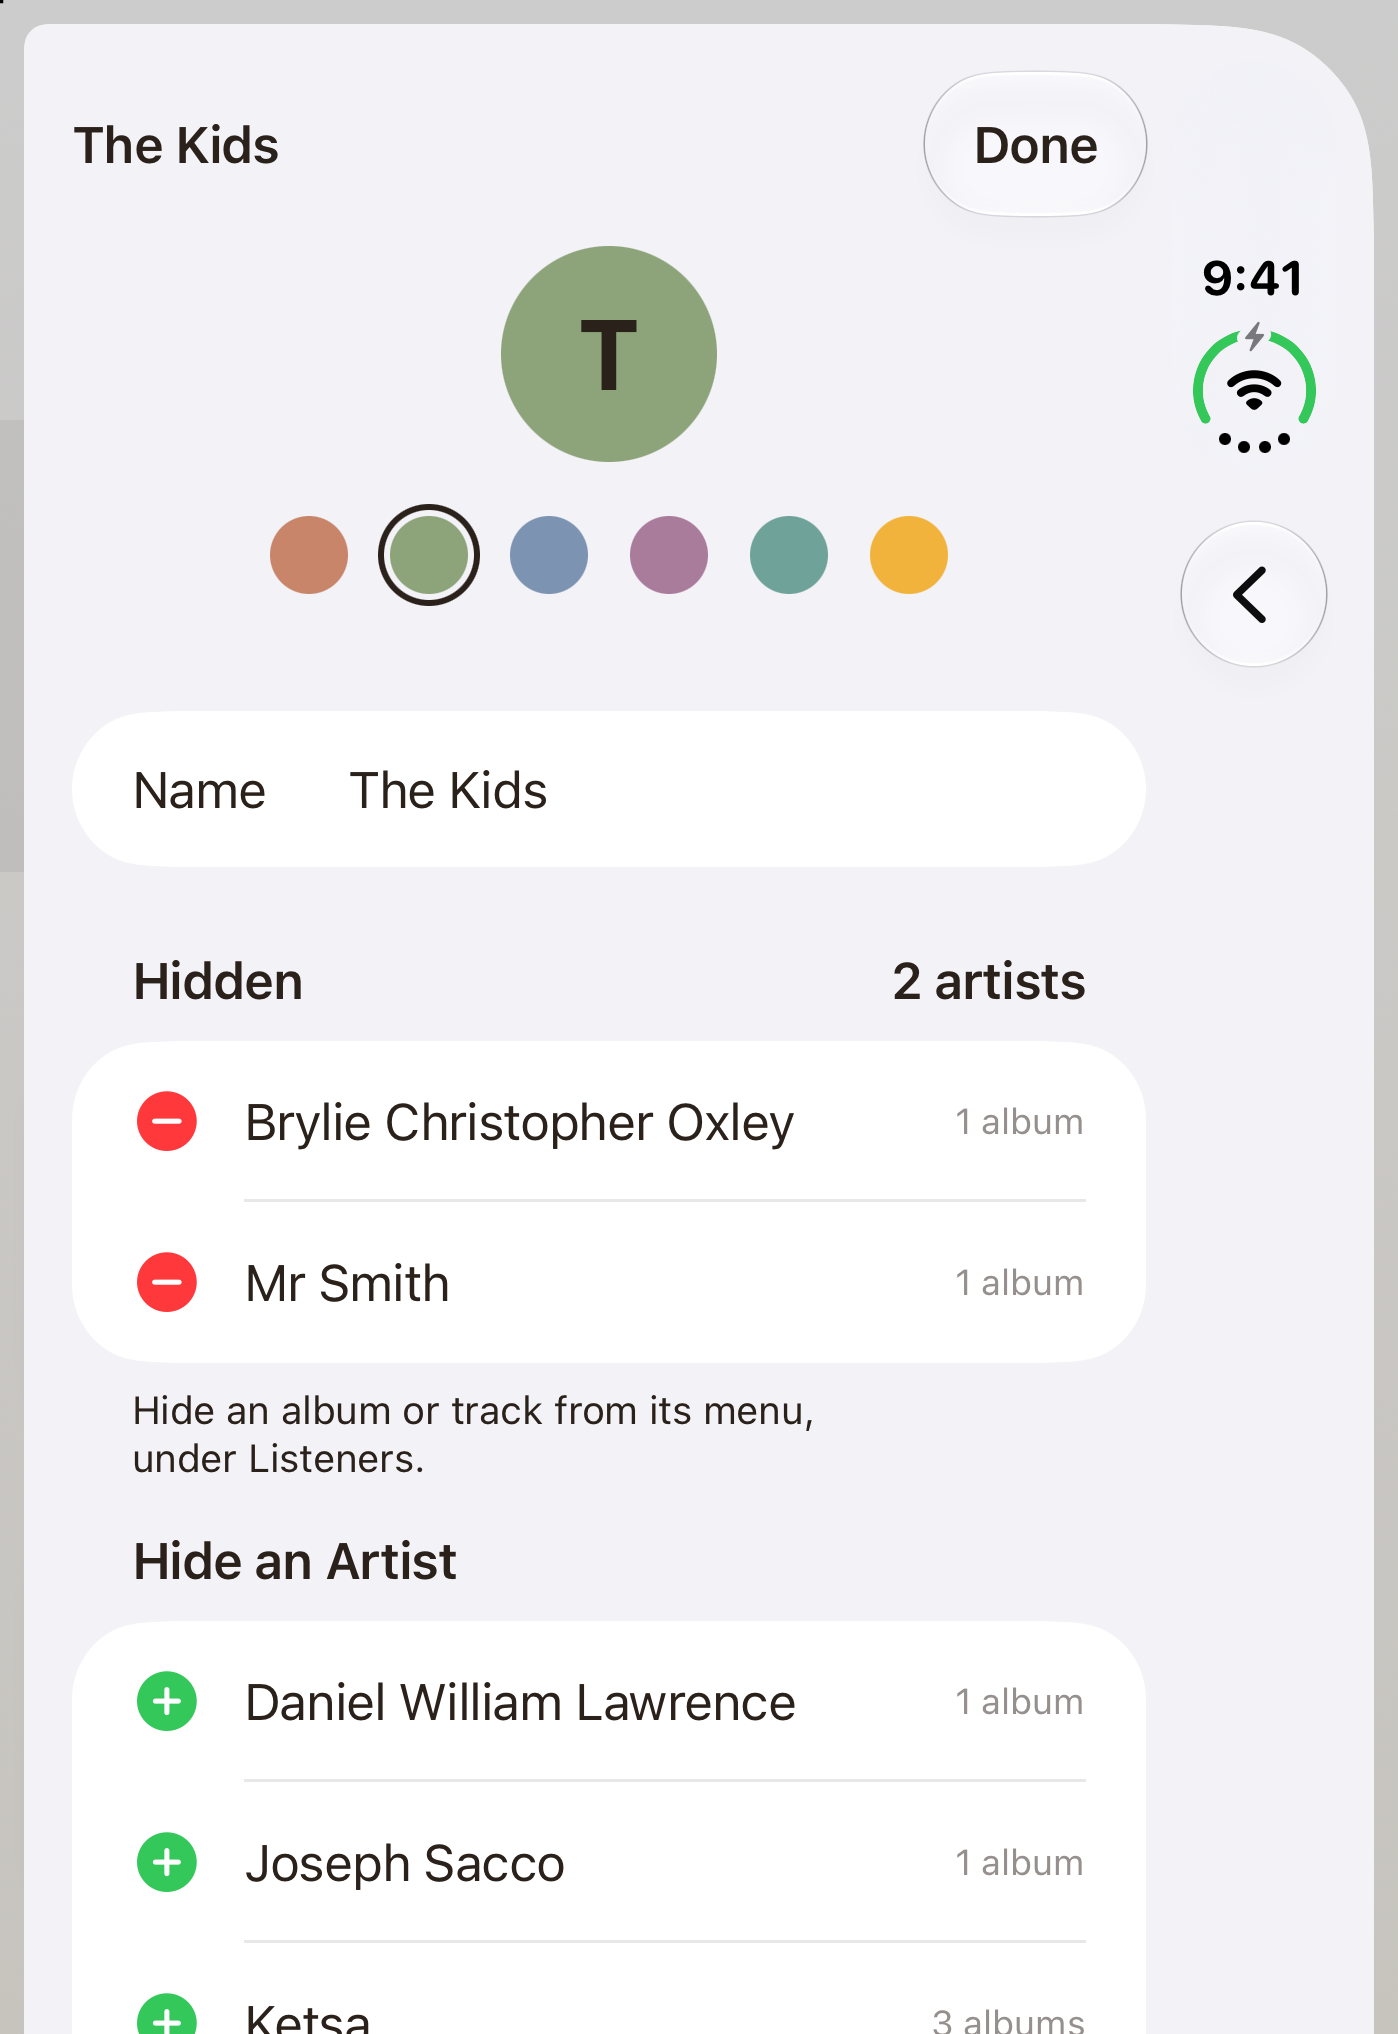 The Kids
Done
9:41
T
Name The Kids
Hidden 2 artists
Brylie Christopher Oxley 1 album
Mr Smith 1 album
Hide an album or track from its menu,
under Listeners.
Hide an Artist
Daniel William Lawrence 1 album
Joseph Sacco 1 album
Ketsa 3 albums